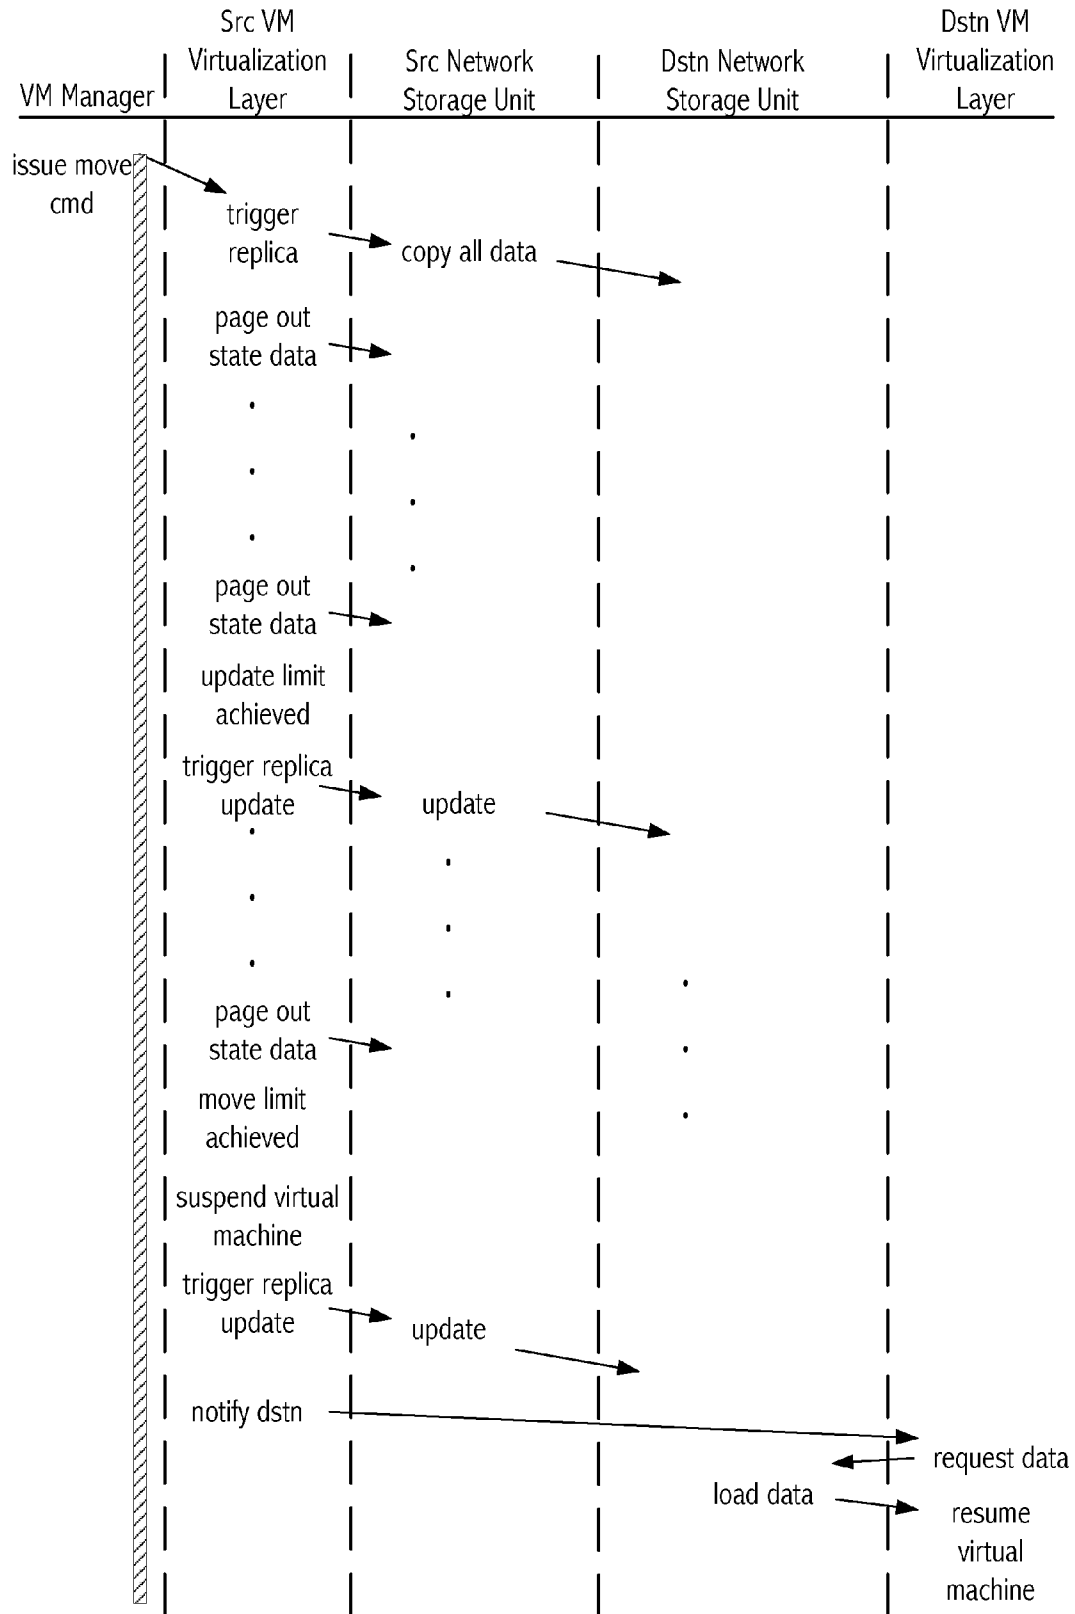 Src VM
Virtualization
Layer
Dstn VM
Virtualization
Layer
Src Network
Storage Unit
Dstn Network
Storage Unit
VM Manager
issue move
cmd
trigger
replica
copy all data
page out
state data
page out
state data
update limit
achieved
trigger replica
update
update
page out
state data
move limit
achieved
suspend virtual
machine
trigger replica
update
update
notify dstn
request data
load data
resume
virtual
machine